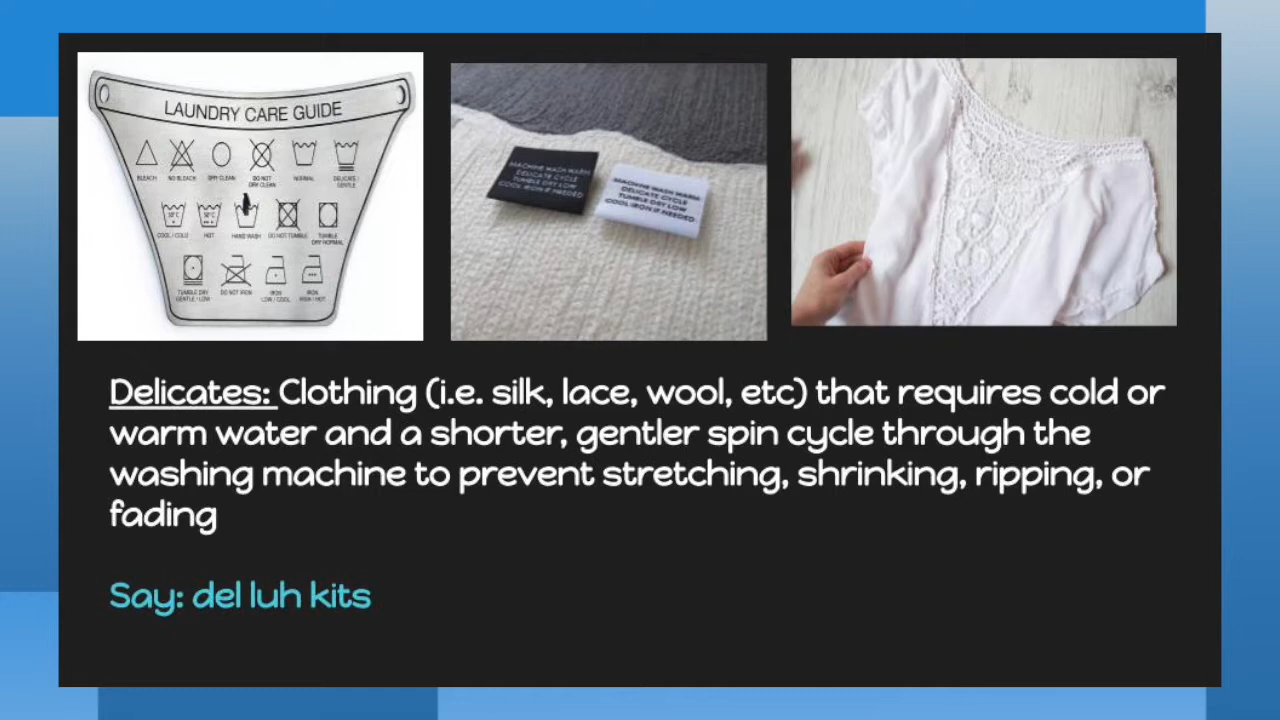 LAUNDRY CARE GUIDE
BLEACH NO BLEACH DRY CLEAN DO NOT DRY CLEAN NORMAL DELICATE / GENTLE
30°C 50°C
COOL / COLD HOT HAND WASH DO NOT TUMBLE TUMBLE DRY NORMAL
TUMBLE DRY GENTLE / LOW DO NOT IRON IRON LOW / COOL IRON HIGH / HOT
MACHINE WASH WARM
DELICATE CYCLE
TUMBLE DRY LOW
COOL IRON IF NEEDED
MACHINE WASH WARM
DELICATE CYCLE
TUMBLE DRY LOW
COOL IRON IF NEEDED
Delicates: Clothing (i.e. silk, lace, wool, etc) that requires cold or
warm water and a shorter, gentler spin cycle through the
washing machine to prevent stretching, shrinking, ripping, or
fading
Say: del luh kits